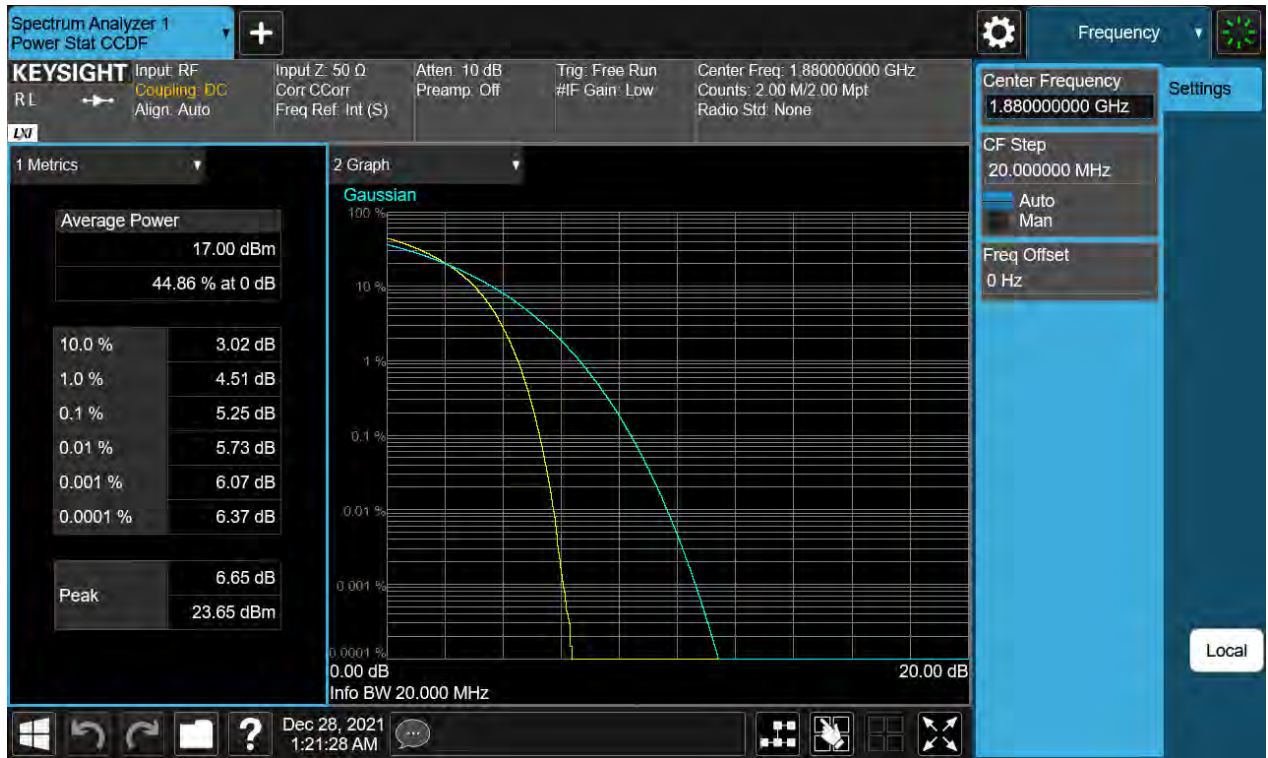 Spectrum Analyzer 1
Power Stat CCDF
+
Frequency
KEYSIGHT
RL
LXI
Input: RF
Coupling: DC
Align: Auto
Input Z: 50 Ω
Corr CCorr
Freq Ref: Int (S)
Atten: 10 dB
Preamp: Off
Trig: Free Run
#IF Gain: Low
Center Freq: 1.880000000 GHz
Counts: 2.00 M/2.00 Mpt
Radio Std: None
Center Frequency
1.880000000 GHz
Settings
CF Step
20.000000 MHz
Auto
Man
Freq Offset
0 Hz
1 Metrics
Average Power
17.00 dBm
44.86 % at 0 dB
10.0 % 3.02 dB
1.0 % 4.51 dB
0.1 % 5.25 dB
0.01 % 5.73 dB
0.001 % 6.07 dB
0.0001 % 6.37 dB
Peak
6.65 dB
23.65 dBm
2 Graph
Gaussian
100 %
10 %
1 %
0.1 %
0.01 %
0.001 %
0.0001 %
0.00 dB
20.00 dB
Info BW 20.000 MHz
Local
?
Dec 28, 2021
1:21:28 AM